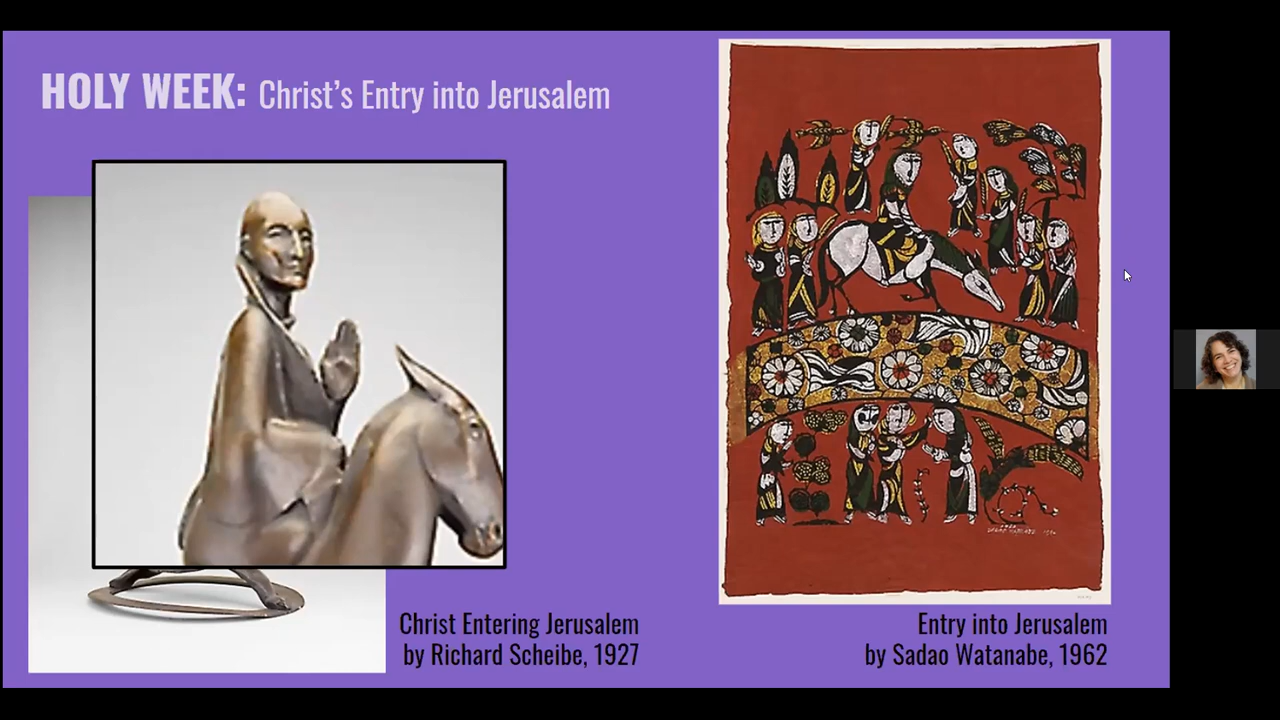 HOLY WEEK: Christ’s Entry into Jerusalem
Christ Entering Jerusalem
by Richard Scheibe, 1927
Entry into Jerusalem
by Sadao Watanabe, 1962